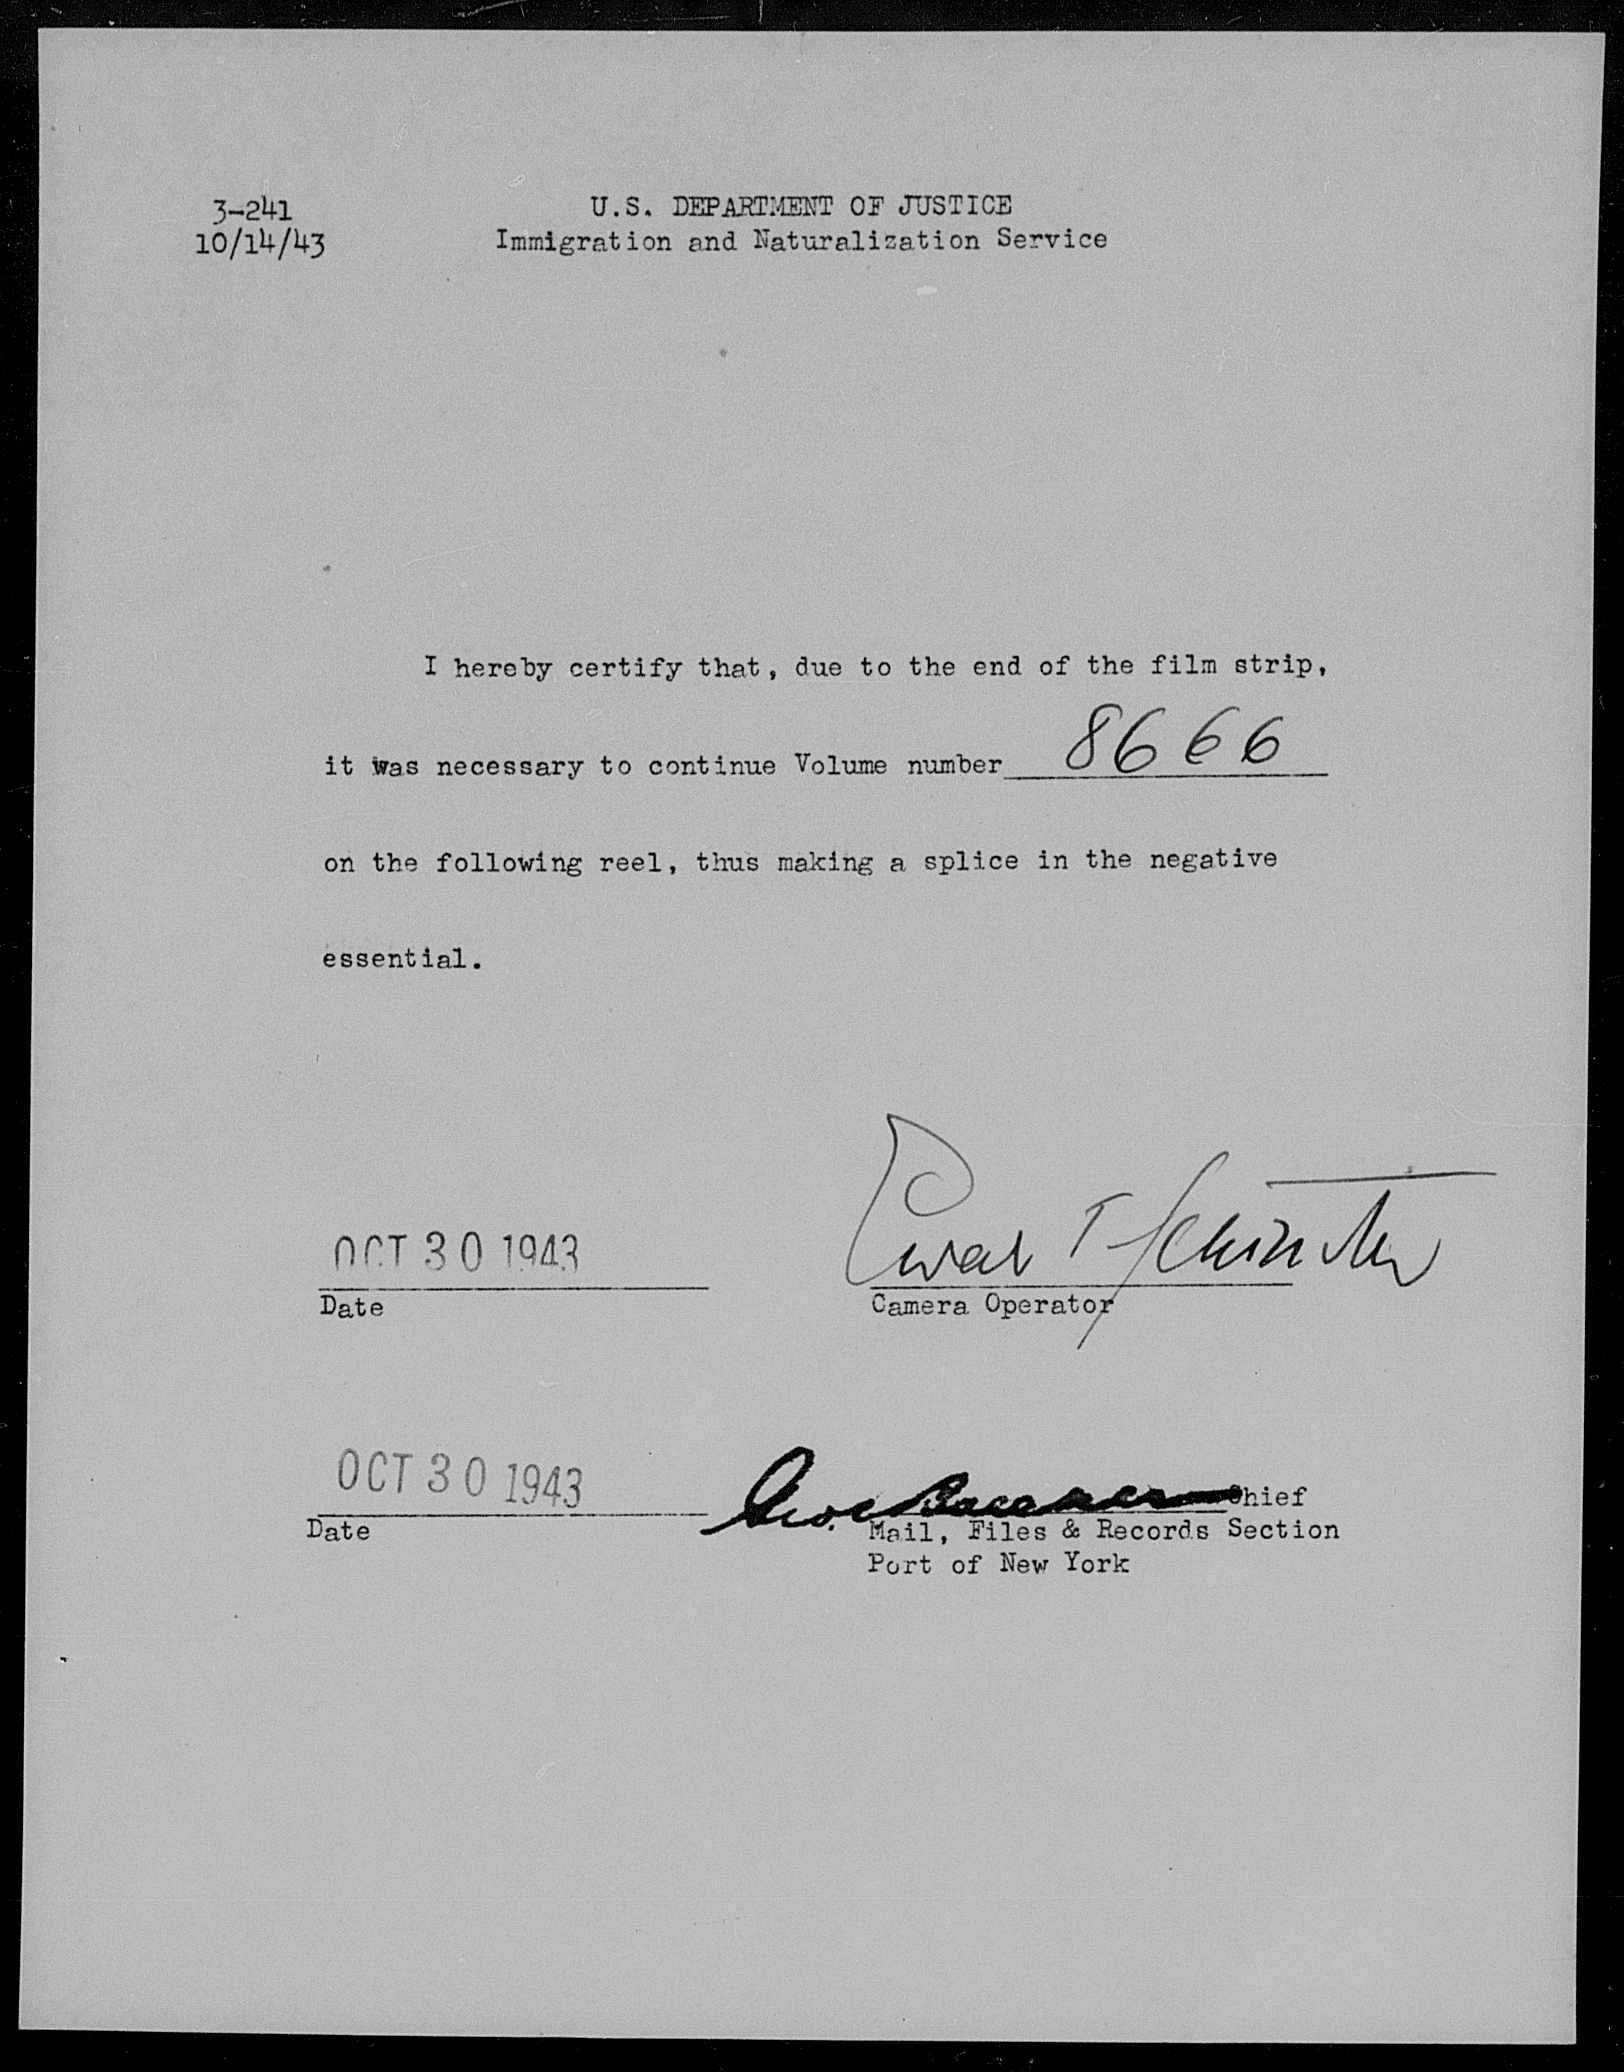 3-241
10/14/43
U.S. DEPARTMENT OF JUSTICE
Immigration and Naturalization Service
I hereby certify that, due to the end of the film strip,
it was necessary to continue Volume number 8666
on the following reel, thus making a splice in the negative
essential.
OCT 30 1943
Date
Camera Operator
OCT 30 1943
Date
Geo. Chief
Mail, Files & Records Section
Port of New York